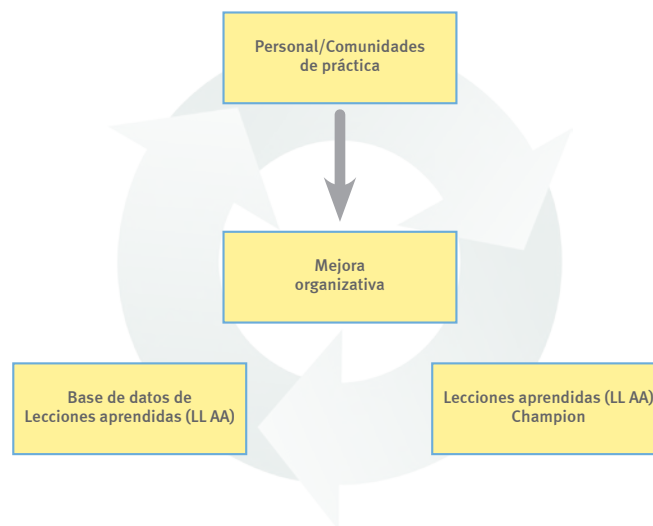 Personal/Comunidades
de práctica
Mejora
organizativa
Base de datos de
Lecciones aprendidas (LL AA)
Lecciones aprendidas (LL AA)
Champion